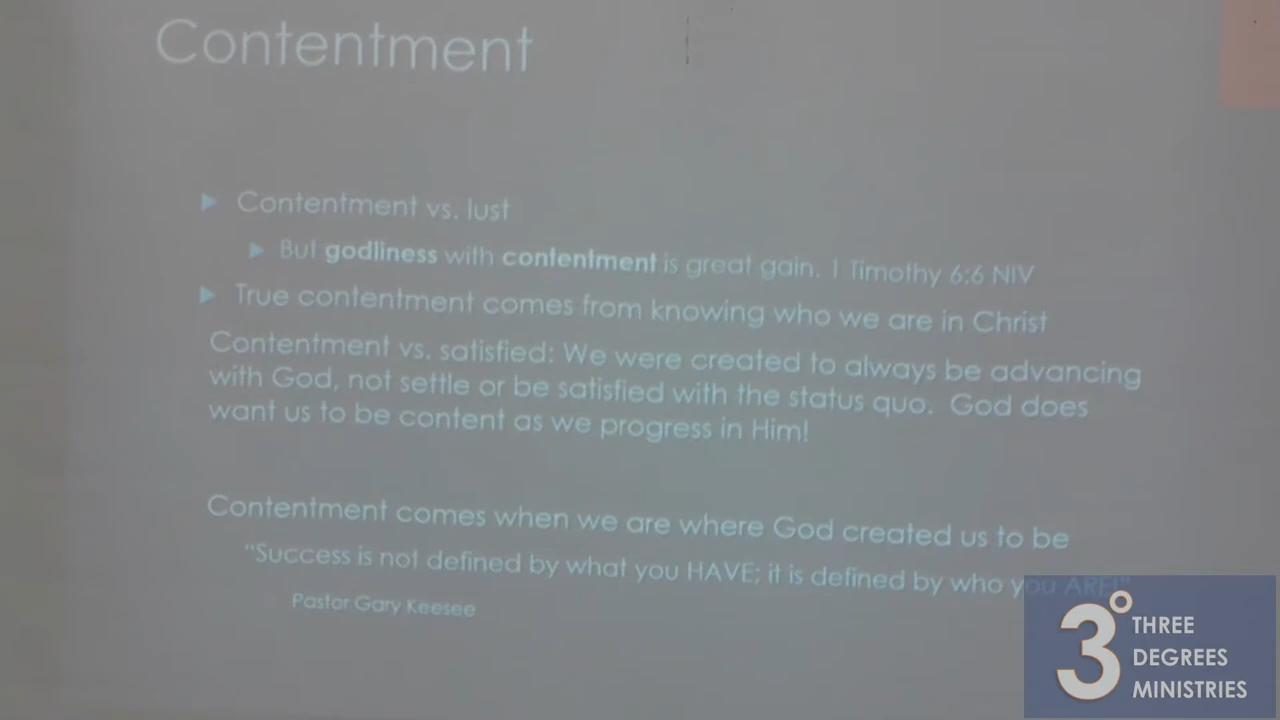 Contentment
Contentment vs. lust
But godliness with contentment is great gain. 1 Timothy 6:6 NIV
True contentment comes from knowing who we are in Christ
Contentment vs. satisfied: We were created to always be advancing
with God, not settle or be satisfied with the status quo. God does
want us to be content as we progress in Him!
Contentment comes when we are where God created us to be
"Success is not defined by what you HAVE; it is defined by who you ARE!"
Pastor Gary Keesee
3° THREE
DEGREES
MINISTRIES